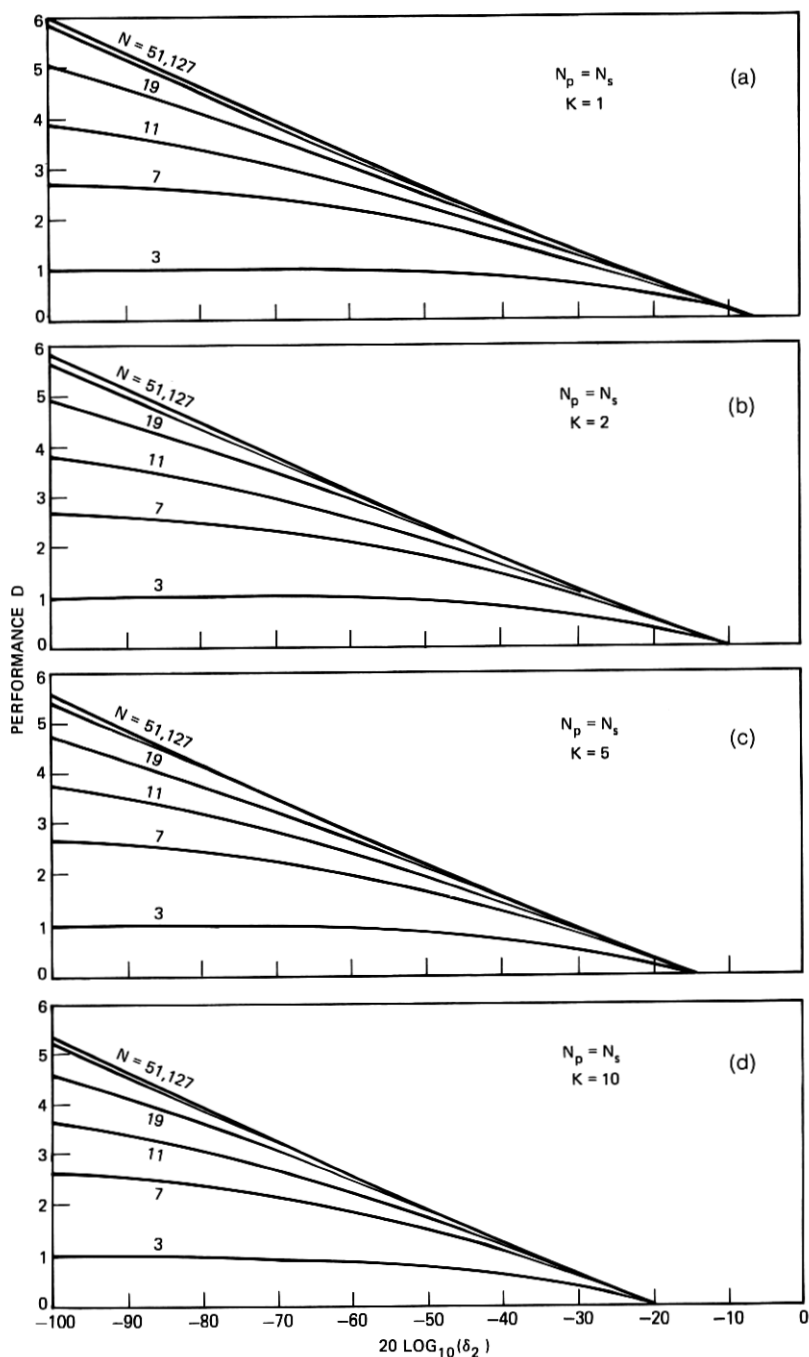 PERFORMANCE D
6
5
4
3
2
1
0
N = 51,127
19
11
7
3
N_p = N_s
K = 1
(a)
6
5
4
3
2
1
0
N = 51,127
19
11
7
3
N_p = N_s
K = 2
(b)
6
5
4
3
2
1
0
N = 51,127
19
11
7
3
N_p = N_s
K = 5
(c)
6
5
4
3
2
1
0
N = 51,127
19
11
7
3
N_p = N_s
K = 10
(d)
−100 −90 −80 −70 −60 −50 −40 −30 −20 −10 0
20 LOG₁₀(δ₂)